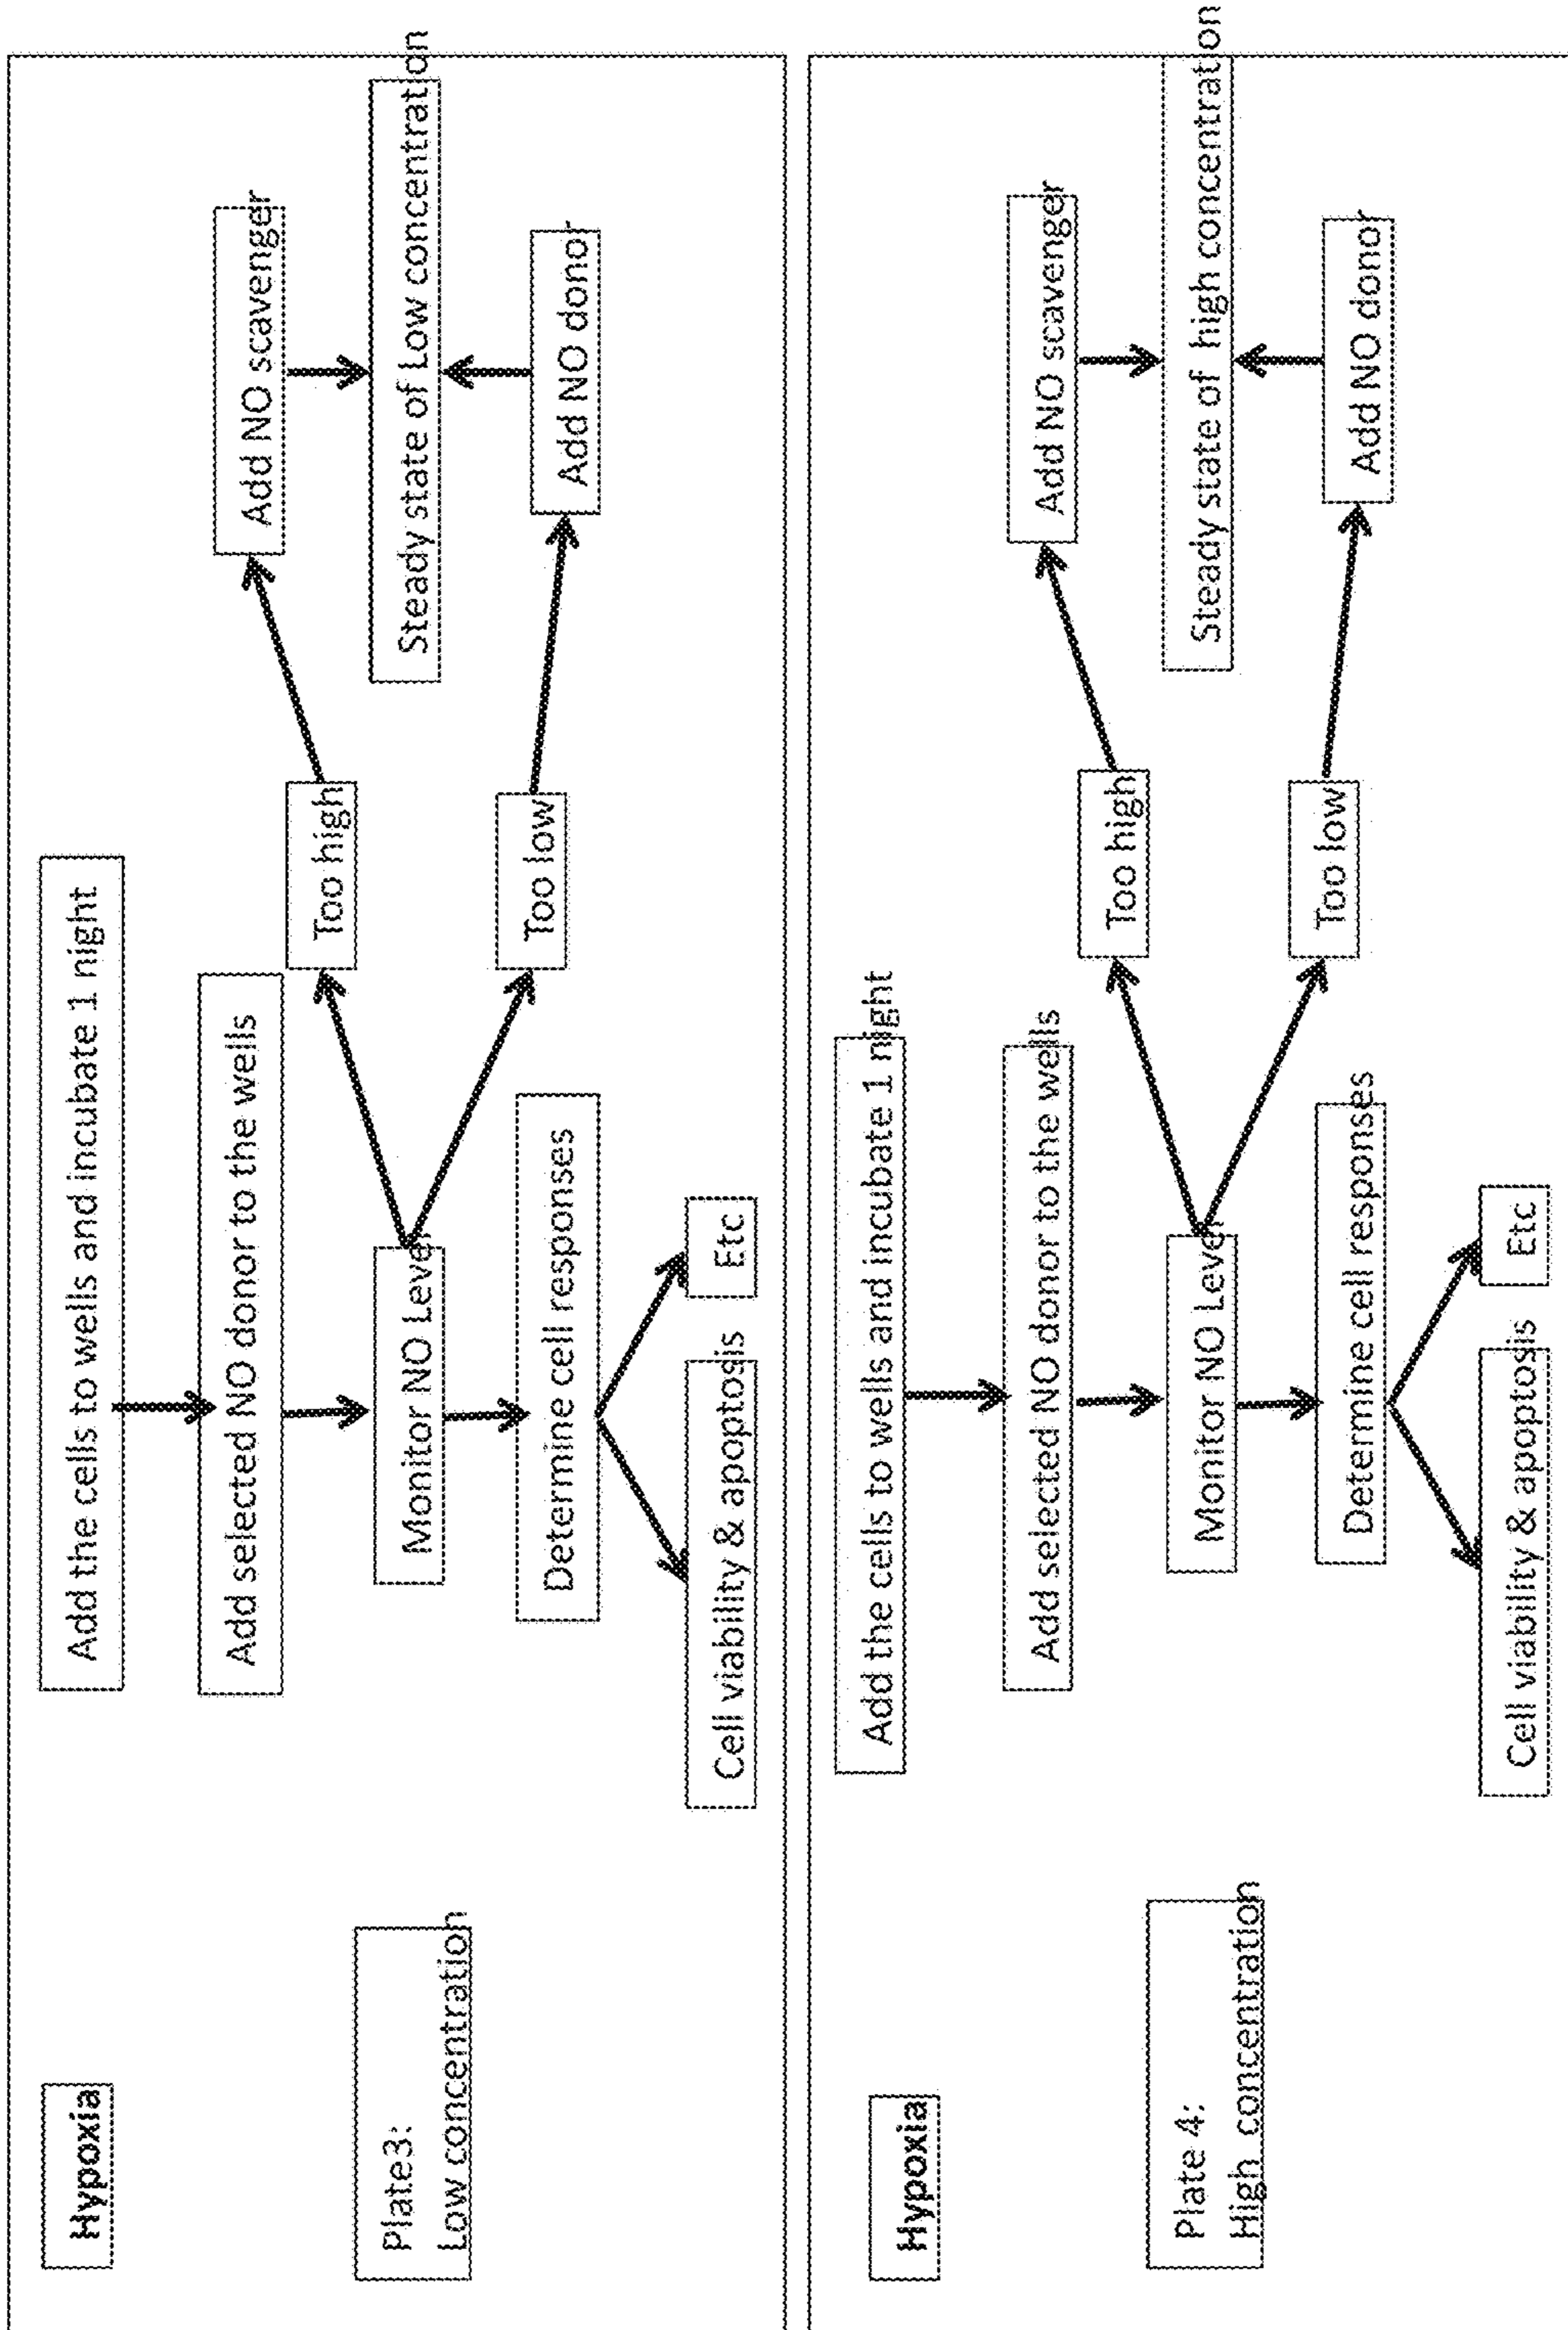 Hypoxia
Add the cells to wells and incubate 1 night
Add selected NO donor to the wells
Add NO scavenger
Too high
Plate3:
Low concentration
Monitor NO Level
Steady state of Low concentration
Too low
Determine cell responses
Add NO donor
Cell viability & apoptosis
Etc
Hypoxia
Add the cells to wells and incubate 1 night
Add selected NO donor to the wells
Add NO scavenger
Too high
Plate 4:
High concentration
Monitor NO Level
Steady state of high concentration
Too low
Determine cell responses
Add NO donor
Cell viability & apoptosis
Etc